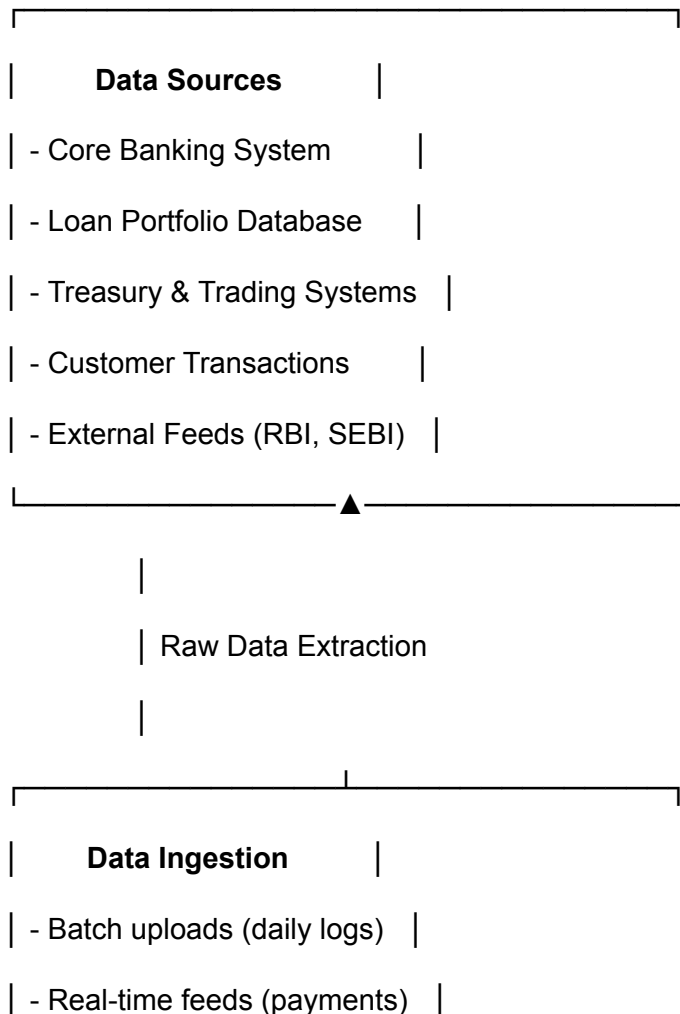 Data Sources
- Core Banking System
- Loan Portfolio Database
- Treasury & Trading Systems
- Customer Transactions
- External Feeds (RBI, SEBI)
Raw Data Extraction
Data Ingestion
- Batch uploads (daily logs)
- Real-time feeds (payments)